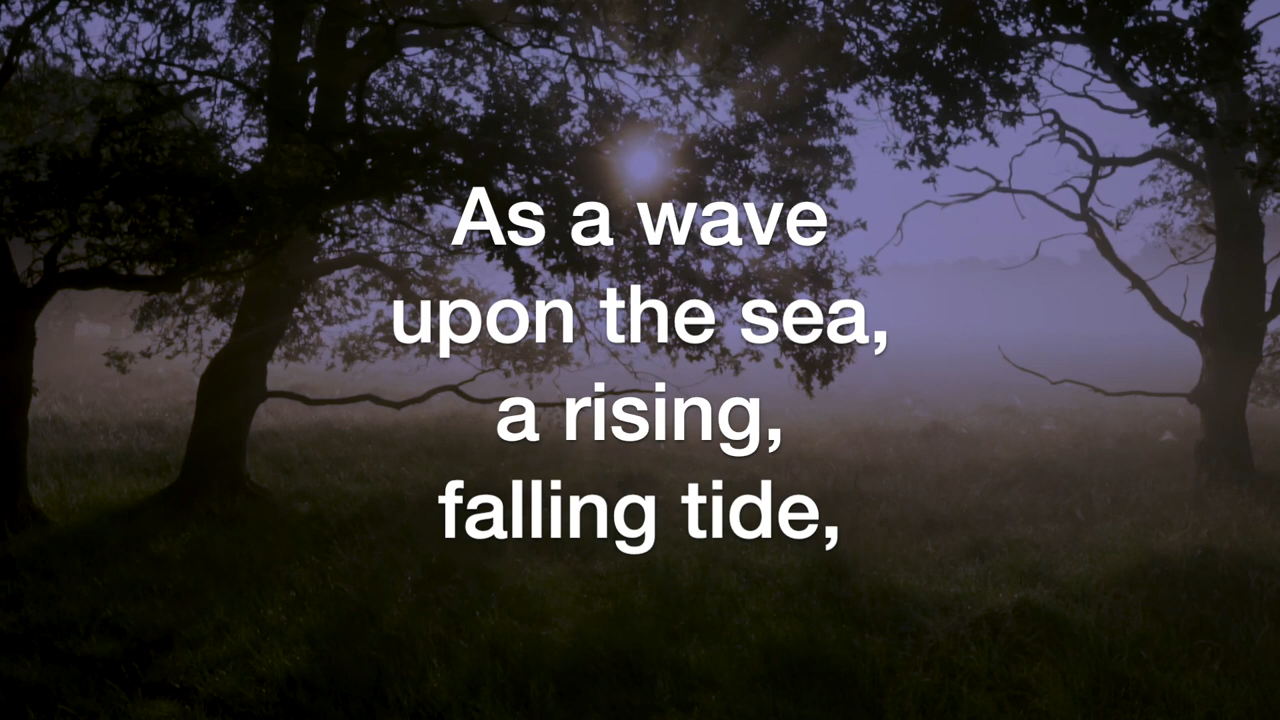 As a wave
upon the sea,
a rising,
falling tide,